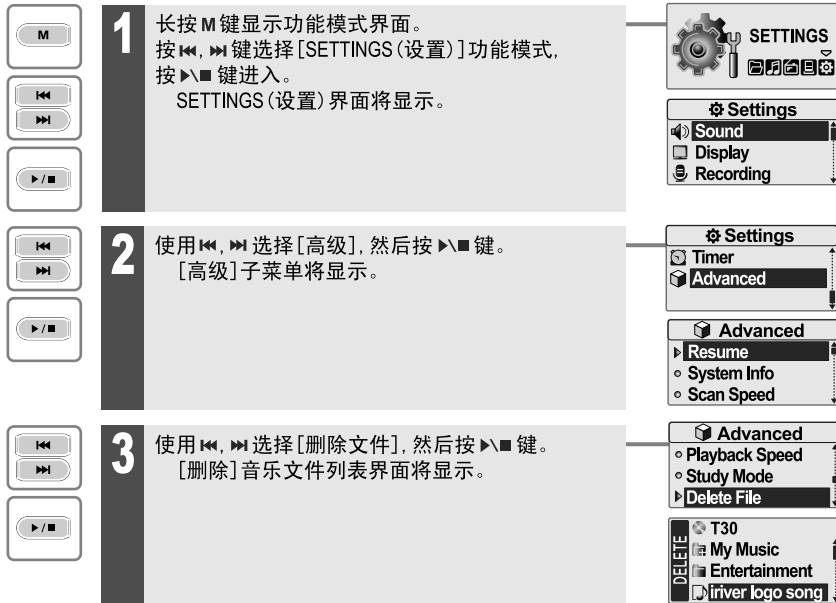 M
1
长按 M 键显示功能模式界面。
按 ⏮, ⏭ 键选择 [SETTINGS (设置) ] 功能模式,
按 ▶\■ 键进入。
SETTINGS (设置) 界面将显示。
SETTINGS
Settings
Sound
Display
Recording
2
使用 ⏮, ⏭ 选择 [高级], 然后按 ▶\■ 键。
[高级] 子菜单将显示。
Settings
Timer
Advanced
Advanced
Resume
System Info
Scan Speed
3
使用 ⏮, ⏭ 选择 [删除文件], 然后按 ▶\■ 键。
[删除] 音乐文件列表界面将显示。
Advanced
Playback Speed
Study Mode
Delete File
DELETE
T30
My Music
Entertainment
iriver logo song